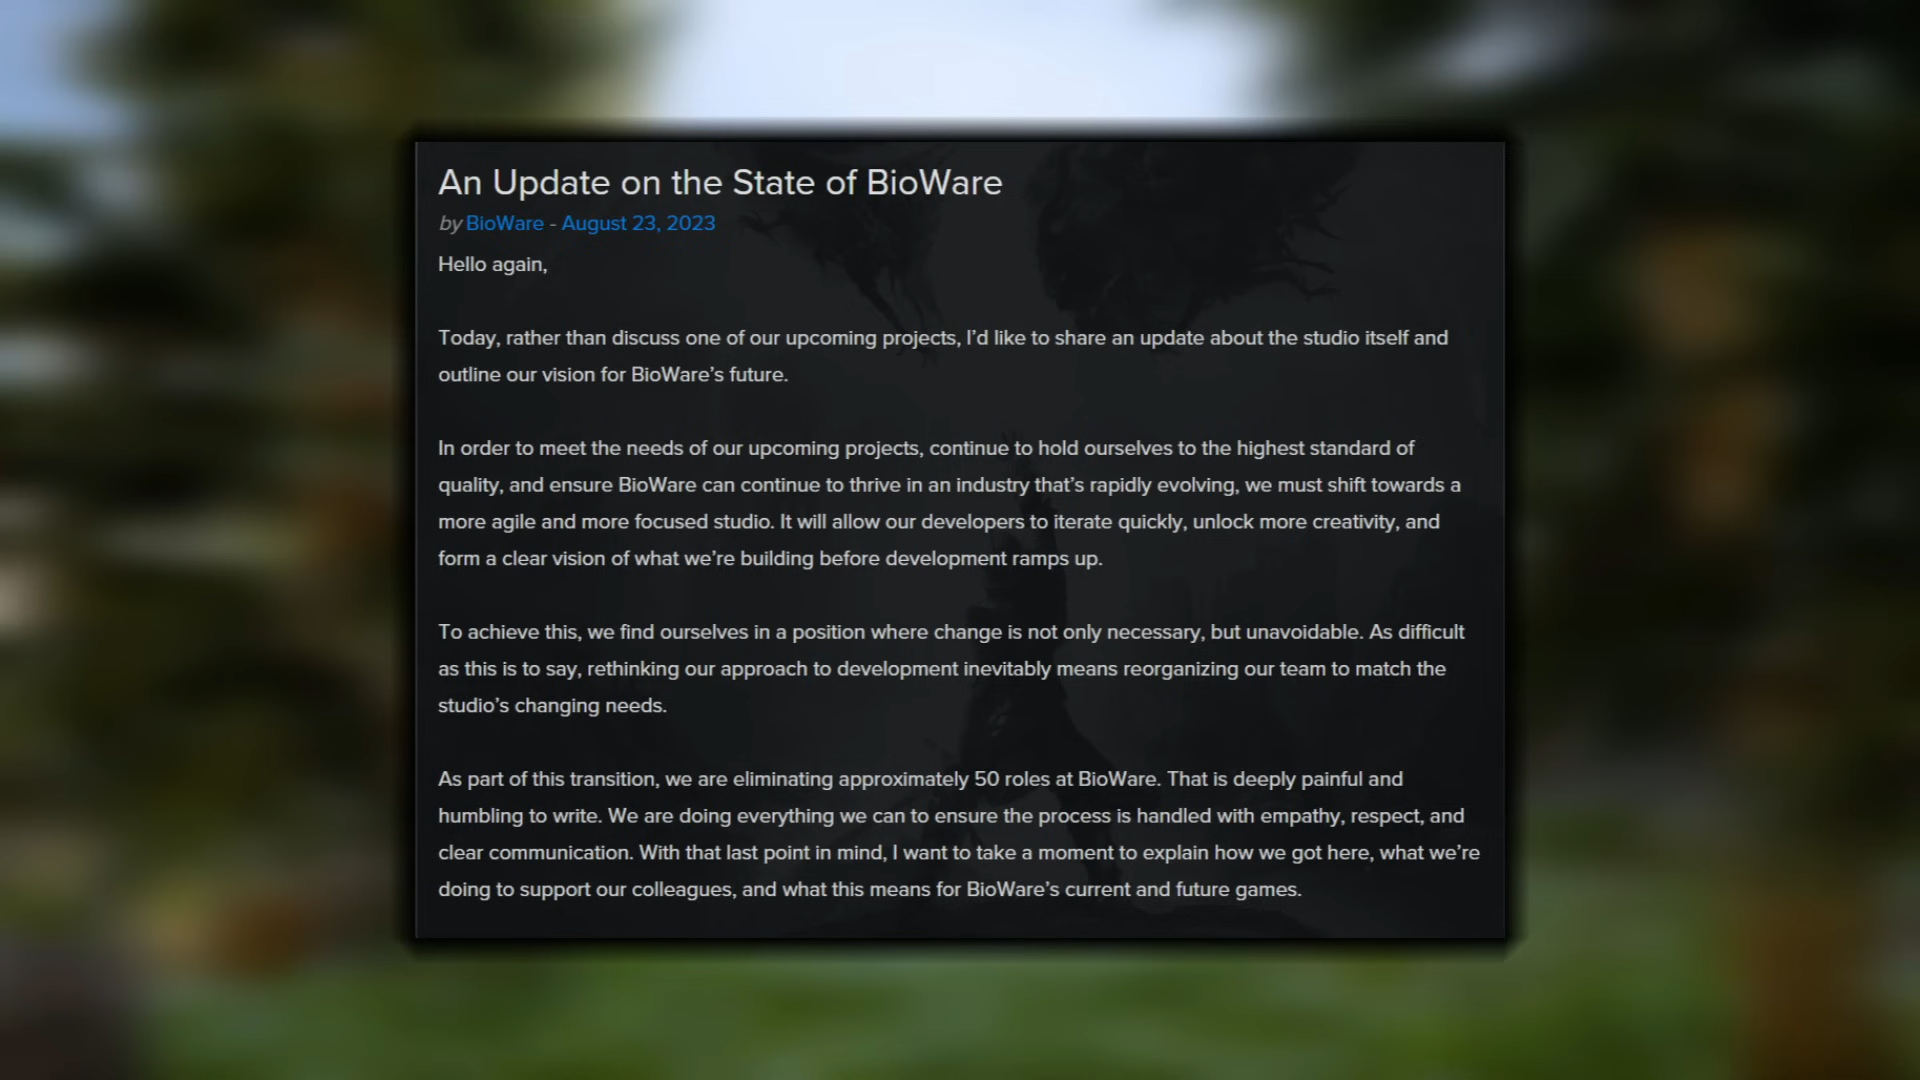 An Update on the State of BioWare
by BioWare - August 23, 2023
Hello again,
Today, rather than discuss one of our upcoming projects, I’d like to share an update about the studio itself and
outline our vision for BioWare’s future.
In order to meet the needs of our upcoming projects, continue to hold ourselves to the highest standard of
quality, and ensure BioWare can continue to thrive in an industry that’s rapidly evolving, we must shift towards a
more agile and more focused studio. It will allow our developers to iterate quickly, unlock more creativity, and
form a clear vision of what we’re building before development ramps up.
To achieve this, we find ourselves in a position where change is not only necessary, but unavoidable. As difficult
as this is to say, rethinking our approach to development inevitably means reorganizing our team to match the
studio’s changing needs.
As part of this transition, we are eliminating approximately 50 roles at BioWare. That is deeply painful and
humbling to write. We are doing everything we can to ensure the process is handled with empathy, respect, and
clear communication. With that last point in mind, I want to take a moment to explain how we got here, what we’re
doing to support our colleagues, and what this means for BioWare’s current and future games.